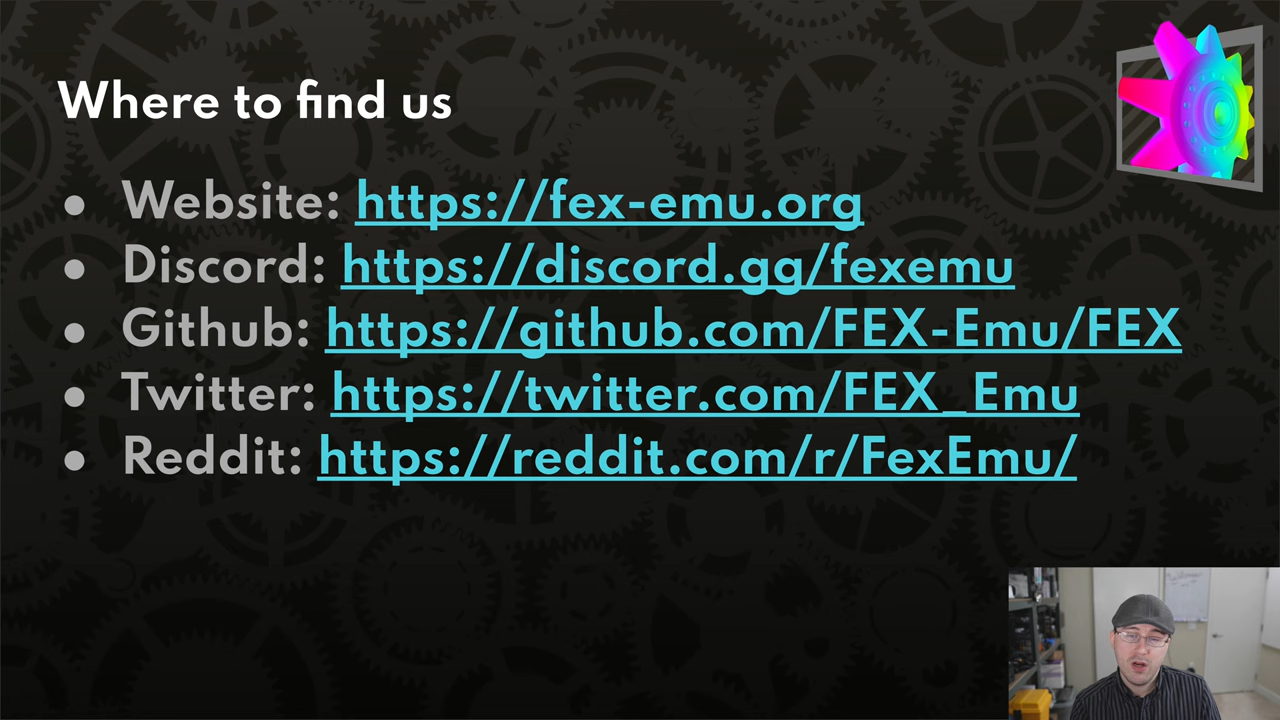 Where to find us
● Website: https://fex-emu.org
● Discord: https://discord.gg/fexemu
● Github: https://github.com/FEX-Emu/FEX
● Twitter: https://twitter.com/FEX_Emu
● Reddit: https://reddit.com/r/FexEmu/